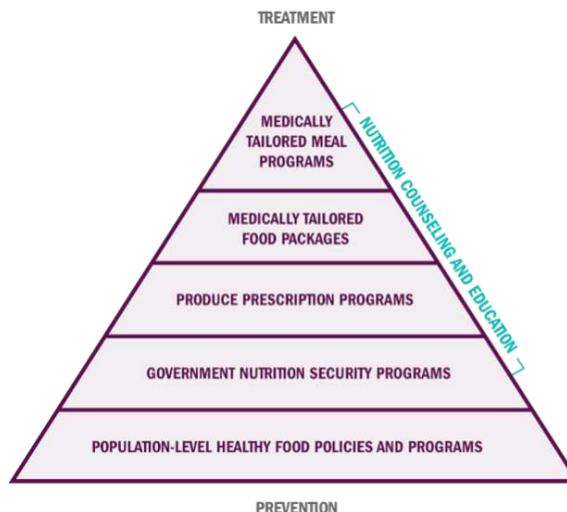 TREATMENT
MEDICALLY
TAILORED MEAL
PROGRAMS
NUTRITION COUNSELING AND EDUCATION
MEDICALLY TAILORED
FOOD PACKAGES
PRODUCE PRESCRIPTION PROGRAMS
GOVERNMENT NUTRITION SECURITY PROGRAMS
POPULATION-LEVEL HEALTHY FOOD POLICIES AND PROGRAMS
PREVENTION